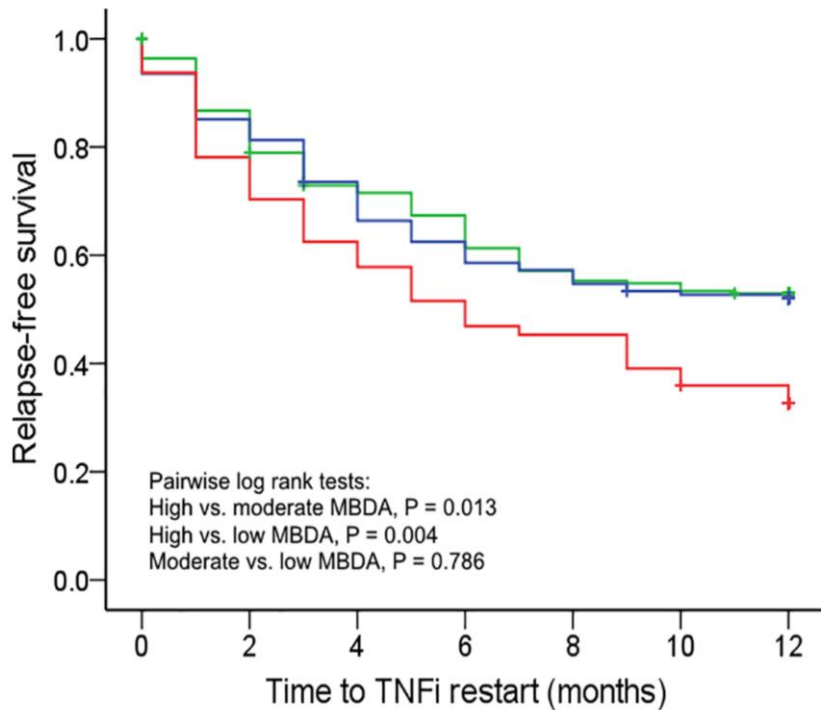 1.0
0.8
0.6
0.4
0.2
0.0
Relapse-free survival
Pairwise log rank tests:
High vs. moderate MBDA, P = 0.013
High vs. low MBDA, P = 0.004
Moderate vs. low MBDA, P = 0.786
0 2 4 6 8 10 12
Time to TNFi restart (months)